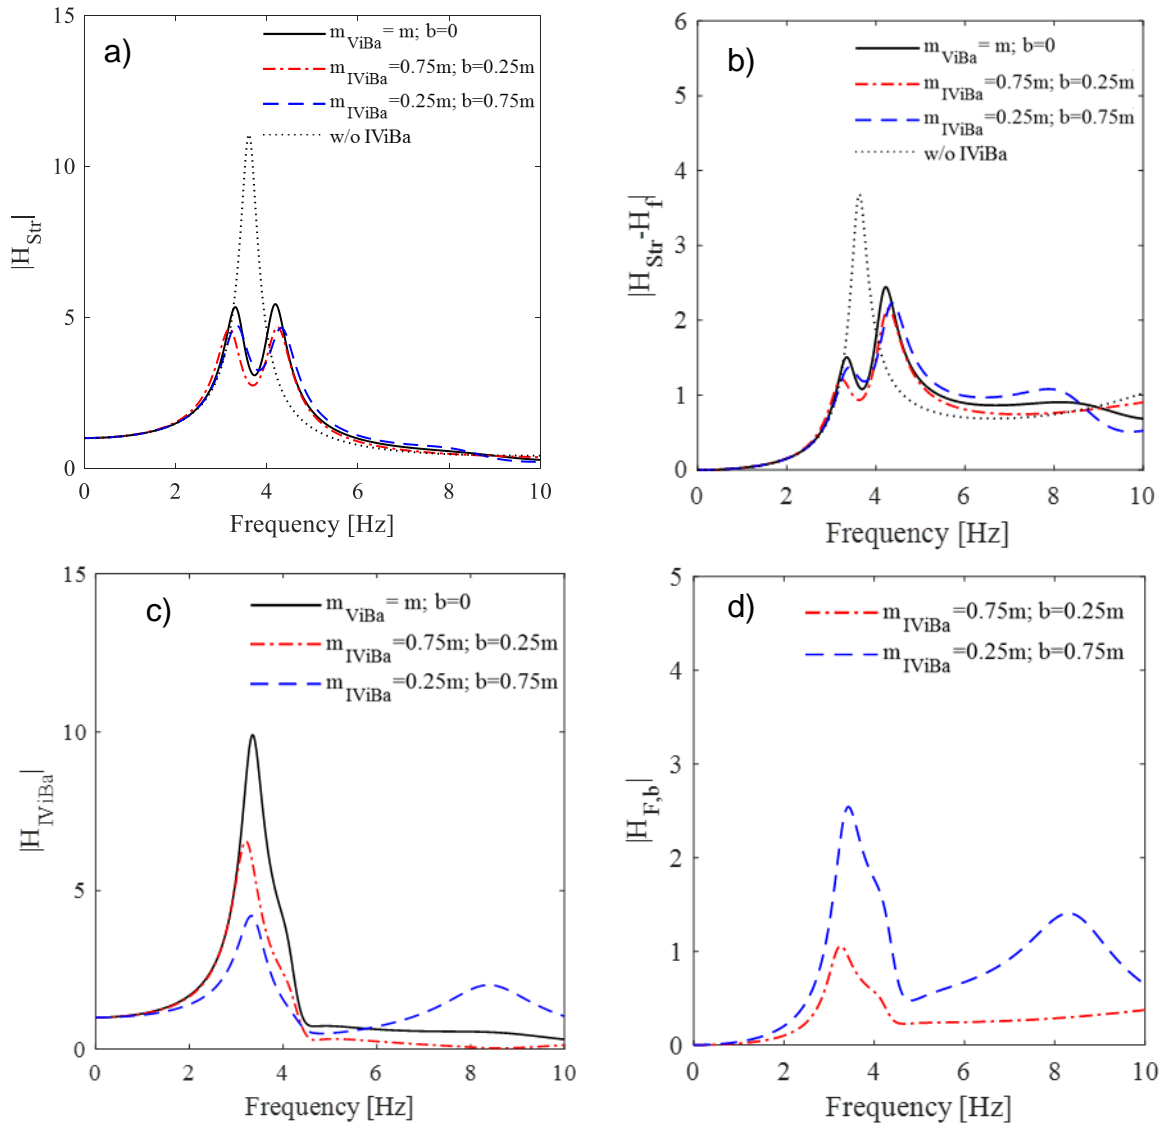 a)
15
10
5
0
|H_Str|
m_ViBa= m; b=0
m_IViBa=0.75m; b=0.25m
m_IViBa=0.25m; b=0.75m
w/o IViBa
0 2 4 6 8 10
Frequency [Hz]
b)
6
5
4
3
2
1
0
|H_Str-H_f|
m_ViBa= m; b=0
m_IViBa=0.75m; b=0.25m
m_IViBa=0.25m; b=0.75m
w/o IViBa
0 2 4 6 8 10
Frequency [Hz]
c)
15
10
5
0
|H_IViBa|
m_ViBa= m; b=0
m_IViBa=0.75m; b=0.25m
m_IViBa=0.25m; b=0.75m
0 2 4 6 8 10
Frequency [Hz]
d)
5
4
3
2
1
0
|H_F,b|
m_IViBa=0.75m; b=0.25m
m_IViBa=0.25m; b=0.75m
0 2 4 6 8 10
Frequency [Hz]